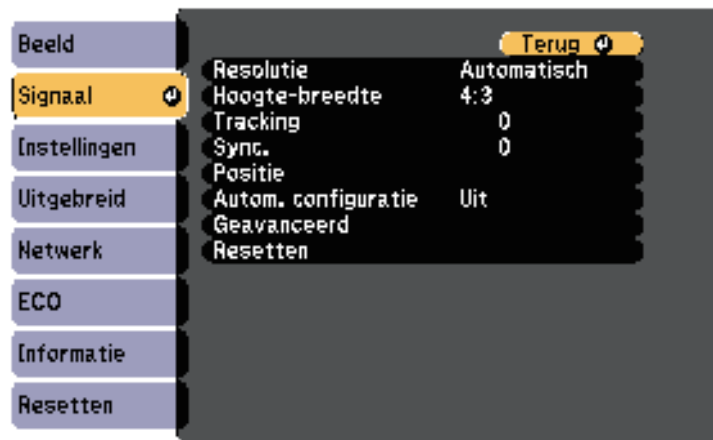 Beeld
Signaal
Instellingen
Uitgebreid
Netwerk
ECO
Informatie
Resetten
Terug
Resolutie Automatisch
Hoogte-breedte 4:3
Tracking 0
Sync. 0
Positie
Autom. configuratie Uit
Geavanceerd
Resetten